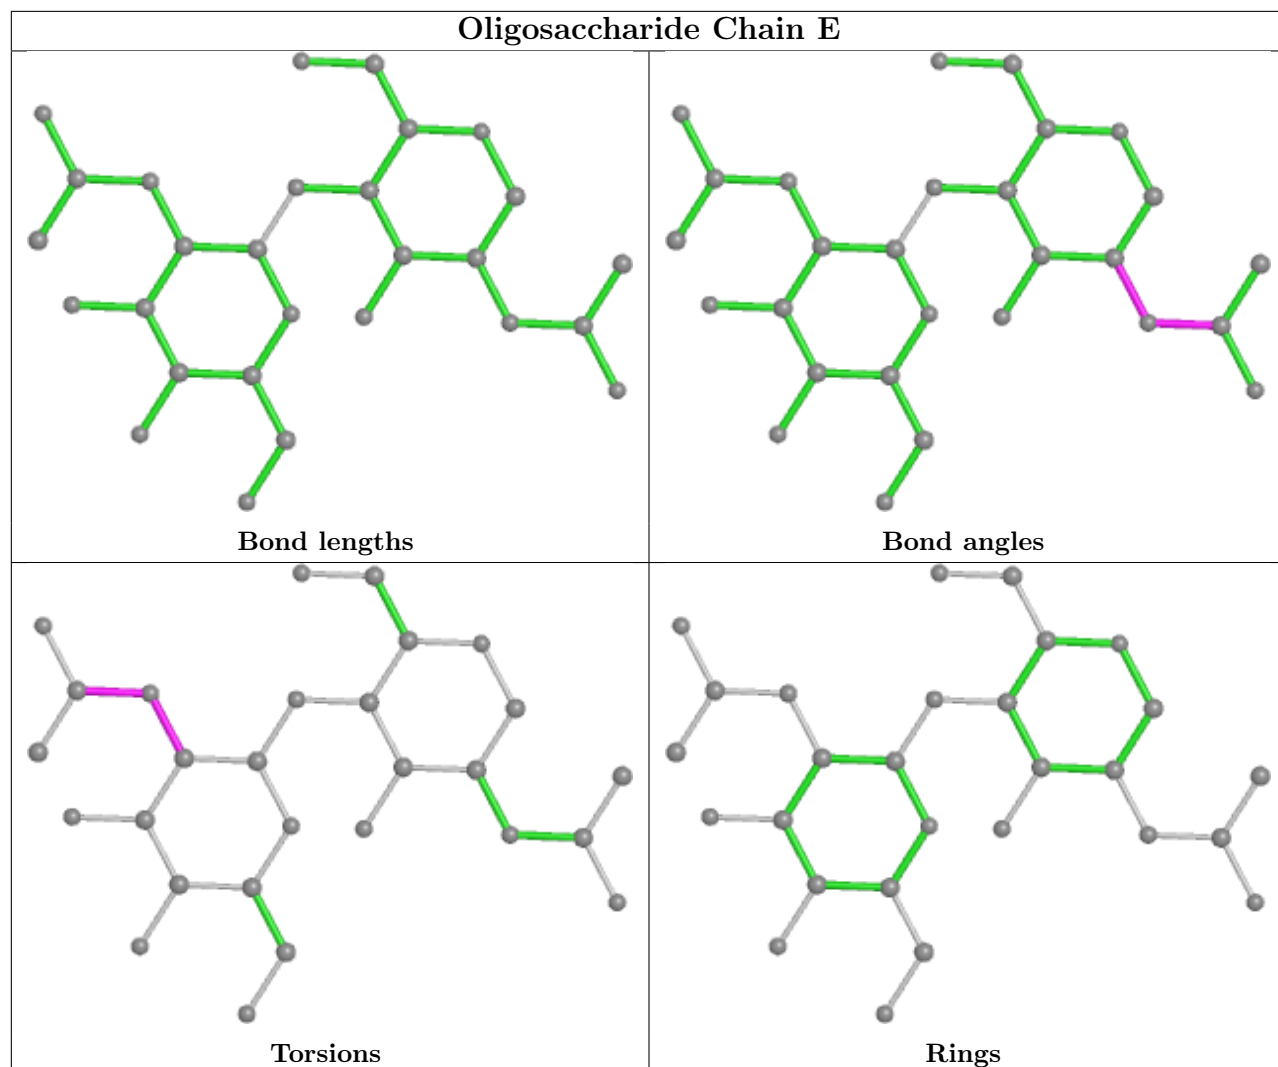 Oligosaccharide Chain E
Bond lengths
Bond angles
Torsions
Rings